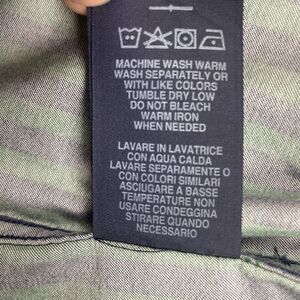 MACHINE WASH WARM
WASH SEPARATELY OR
WITH LIKE COLORS
TUMBLE DRY LOW
DO NOT BLEACH
WARM IRON
WHEN NEEDED
LAVARE IN LAVATRICE
CON AQUA CALDA
LAVARE SEPARAMENTE O
CON COLORI SIMILARI
ASCIUGARE A BASSE
TEMPERATURE NON
USARE CONDEGGINA
STIRARE QUANDO
NECESSARIO